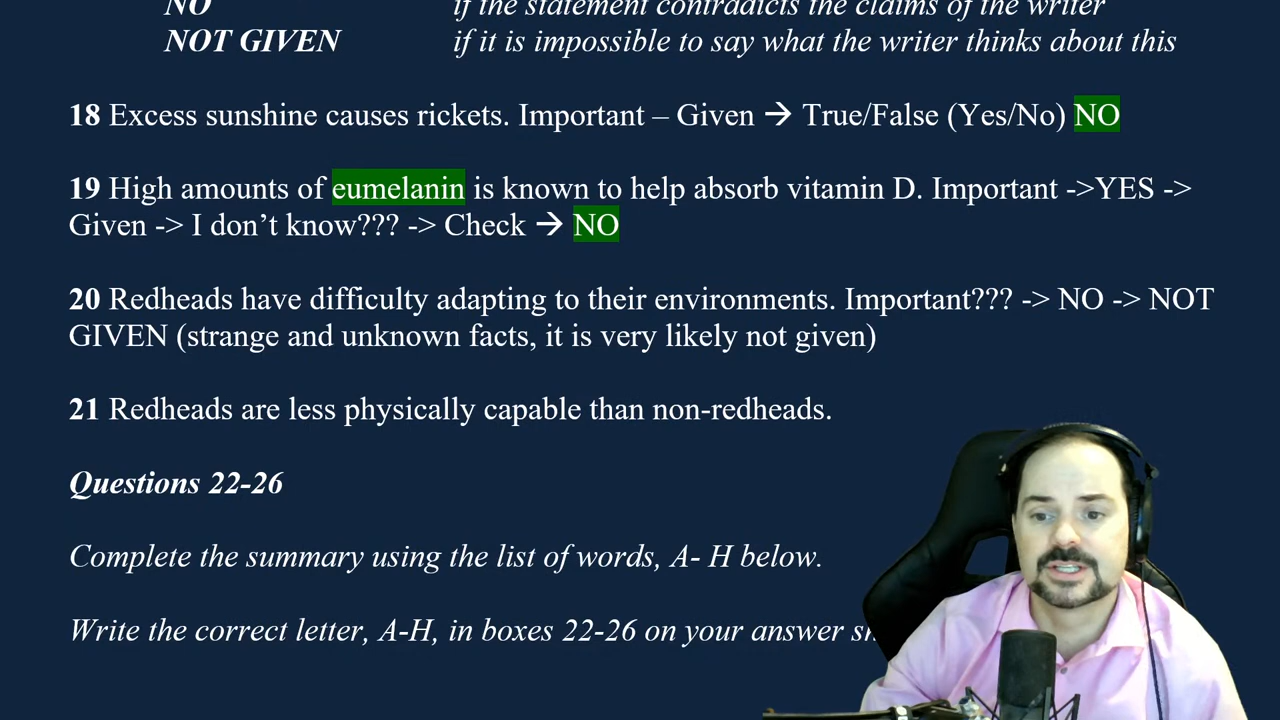 NO if the statement contradicts the claims of the writer
NOT GIVEN if it is impossible to say what the writer thinks about this
18 Excess sunshine causes rickets. Important – Given → True/False (Yes/No) NO
19 High amounts of eumelanin is known to help absorb vitamin D. Important ->YES ->
Given -> I don’t know??? -> Check → NO
20 Redheads have difficulty adapting to their environments. Important??? -> NO -> NOT
GIVEN (strange and unknown facts, it is very likely not given)
21 Redheads are less physically capable than non-redheads.
Questions 22-26
Complete the summary using the list of words, A- H below.
Write the correct letter, A-H, in boxes 22-26 on your answer